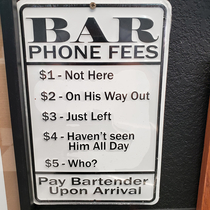 BAR
PHONE FEES
$1 - Not Here
$2 - On His Way Out
$3 - Just Left
$4 - Haven't seen
Him All Day
$5 - Who?
Pay Bartender
Upon Arrival